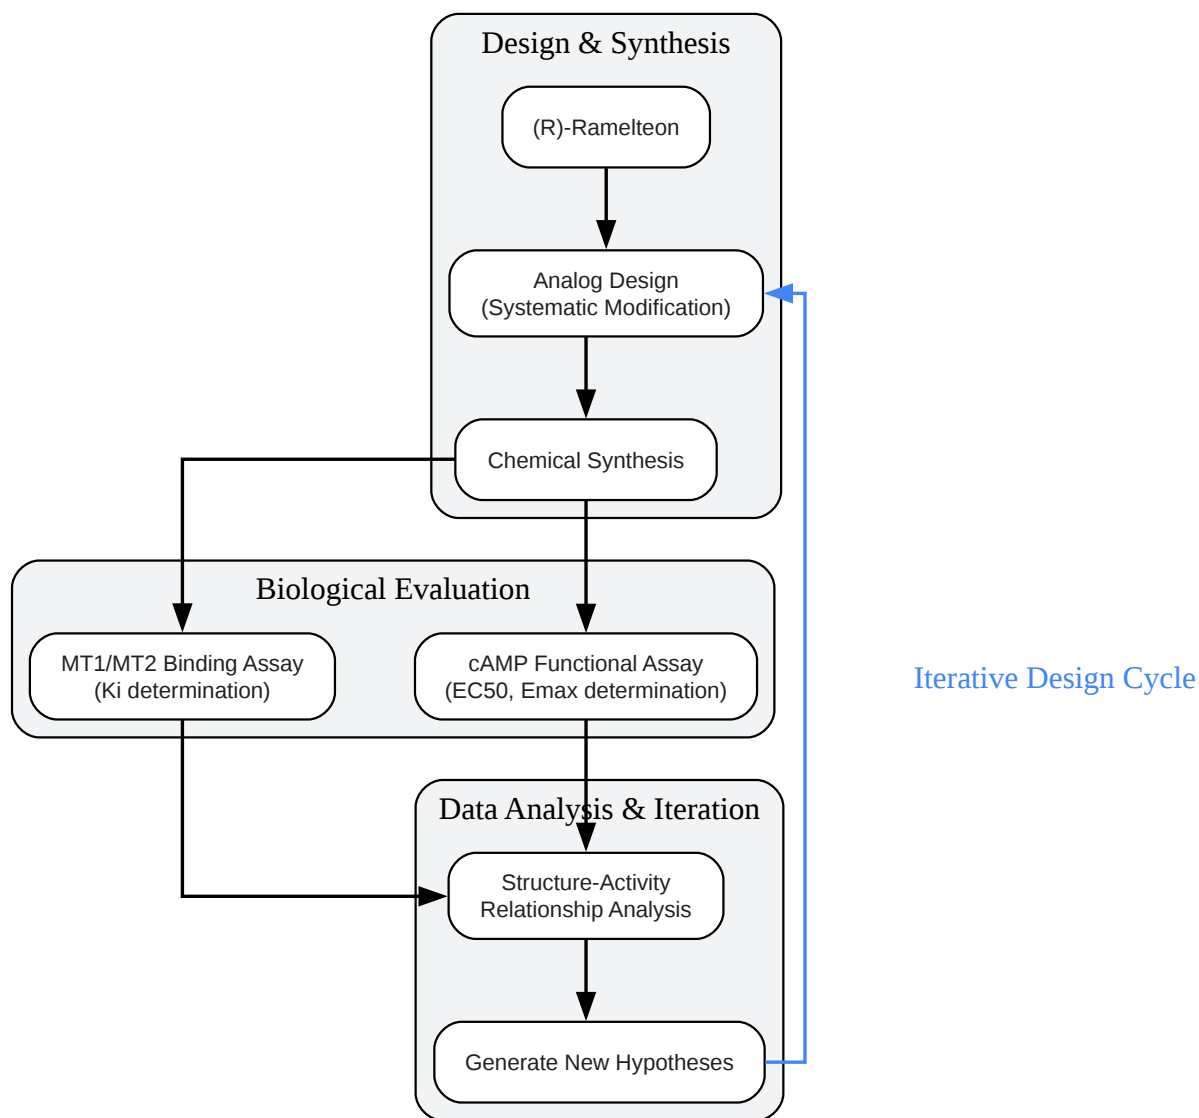 Design & Synthesis
(R)-Ramelteon
Analog Design
(Systematic Modification)
Chemical Synthesis
Biological Evaluation
MT1/MT2 Binding Assay
(Ki determination)
cAMP Functional Assay
(EC50, Emax determination)
Iterative Design Cycle
Data Analysis & Iteration
Structure-Activity
Relationship Analysis
Generate New Hypotheses